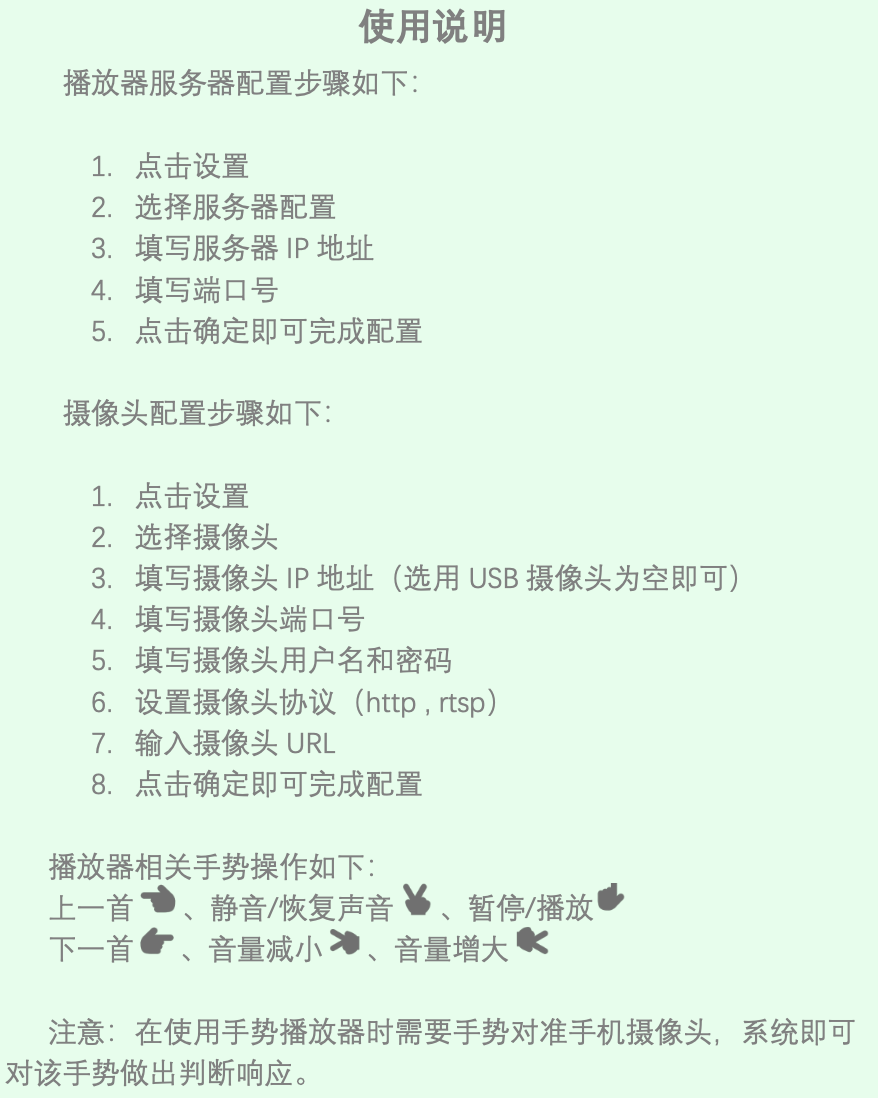 使用说明
播放器服务器配置步骤如下：
1. 点击设置
2. 选择服务器配置
3. 填写服务器 IP 地址
4. 填写端口号
5. 点击确定即可完成配置
摄像头配置步骤如下：
1. 点击设置
2. 选择摄像头
3. 填写摄像头 IP 地址（选用 USB 摄像头为空即可）
4. 填写摄像头端口号
5. 填写摄像头用户名和密码
6. 设置摄像头协议（http , rtsp）
7. 输入摄像头 URL
8. 点击确定即可完成配置
播放器相关手势操作如下：
上一首 、静音/恢复声音 、暂停/播放
下一首 、音量减小 、音量增大
注意：在使用手势播放器时需要手势对准手机摄像头，系统即可
对该手势做出判断响应。